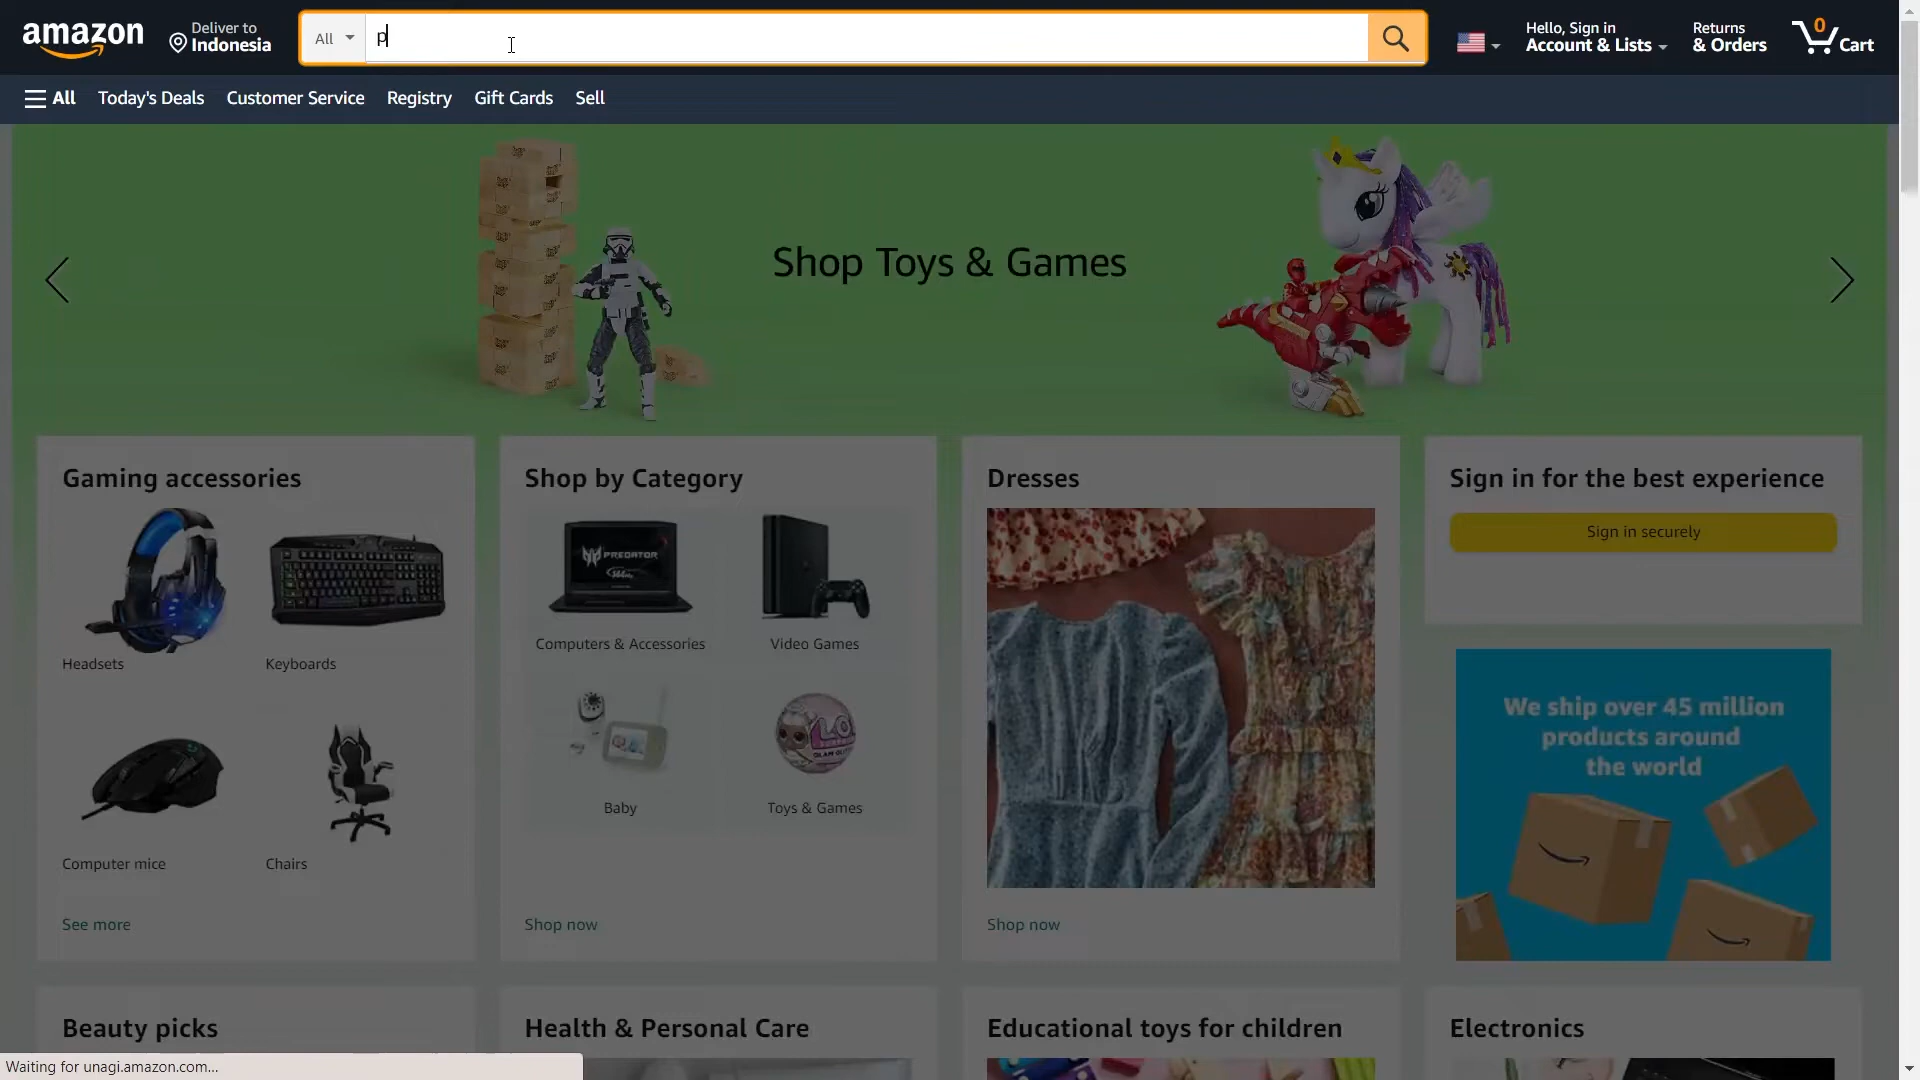 amazon
Deliver to
Indonesia
All
p
Hello, Sign in
Account & Lists
Returns
& Orders
0
Cart
All
Today's Deals
Customer Service
Registry
Gift Cards
Sell
Shop Toys & Games
Gaming accessories
Headsets
Keyboards
Computer mice
Chairs
See more
Shop by Category
PREDATOR
Computers & Accessories
Video Games
Baby
Toys & Games
Shop now
Dresses
Shop now
Sign in for the best experience
Sign in securely
We ship over 45 million
products around
the world
Beauty picks
Health & Personal Care
Educational toys for children
Electronics
Waiting for unagi.amazon.com...